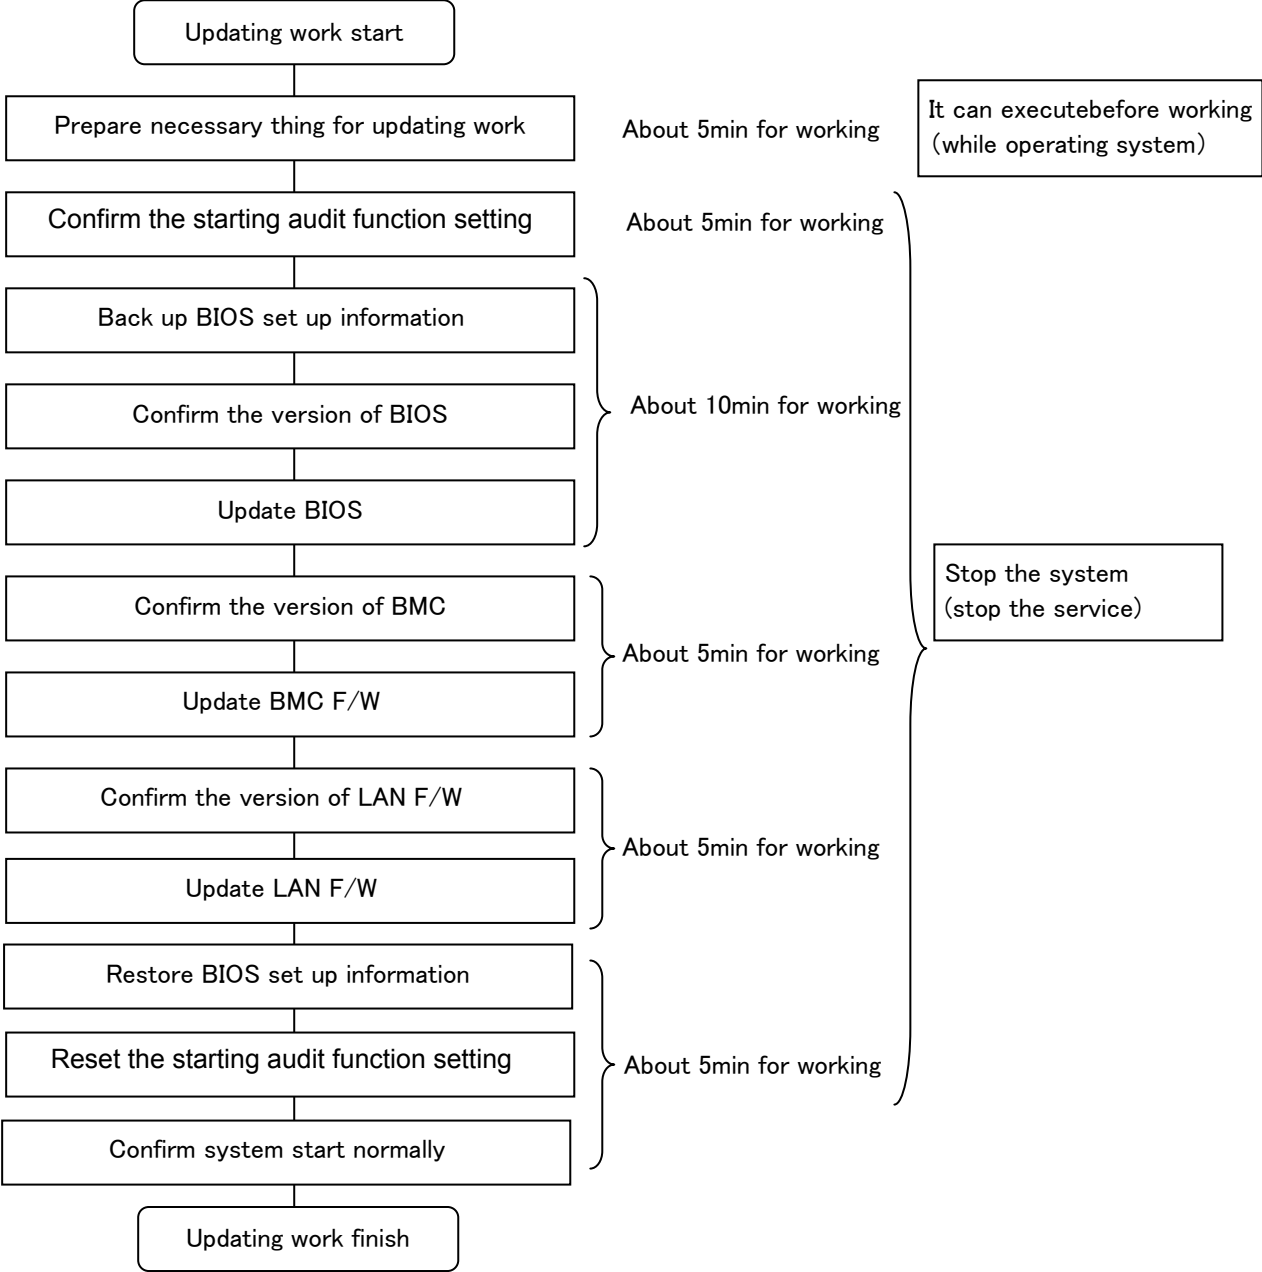 Updating work start
Prepare necessary thing for updating work
About 5min for working
It can executebefore working
(while operating system)
Confirm the starting audit function setting
About 5min for working
Back up BIOS set up information
Confirm the version of BIOS
About 10min for working
Update BIOS
Stop the system
(stop the service)
Confirm the version of BMC
About 5min for working
Update BMC F/W
Confirm the version of LAN F/W
About 5min for working
Update LAN F/W
Restore BIOS set up information
Reset the starting audit function setting
About 5min for working
Confirm system start normally
Updating work finish